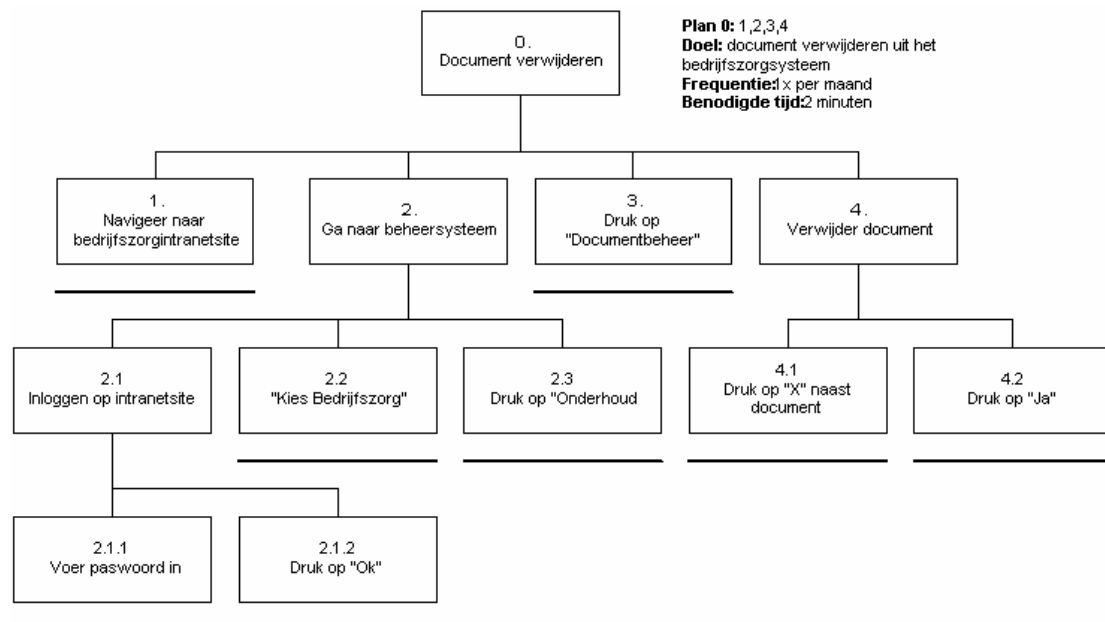 0.
Document verwijderen
Plan 0: 1,2,3,4
Doel: document verwijderen uit het
bedrijfszorgsysteem
Frequentie:1x per maand
Benodigde tijd:2 minuten
1.
Navigeer naar
bedrijfszorgintranetsite
2.
Ga naar beheersysteem
3.
Druk op
"Documentbeheer"
4.
Verwijder document
2.1
Inloggen op intranetsite
2.2
"Kies Bedrijfszorg"
2.3
Druk op "Onderhoud
4.1
Druk op "X" naast
document
4.2
Druk op "Ja"
2.1.1
Voer paswoord in
2.1.2
Druk op "Ok"